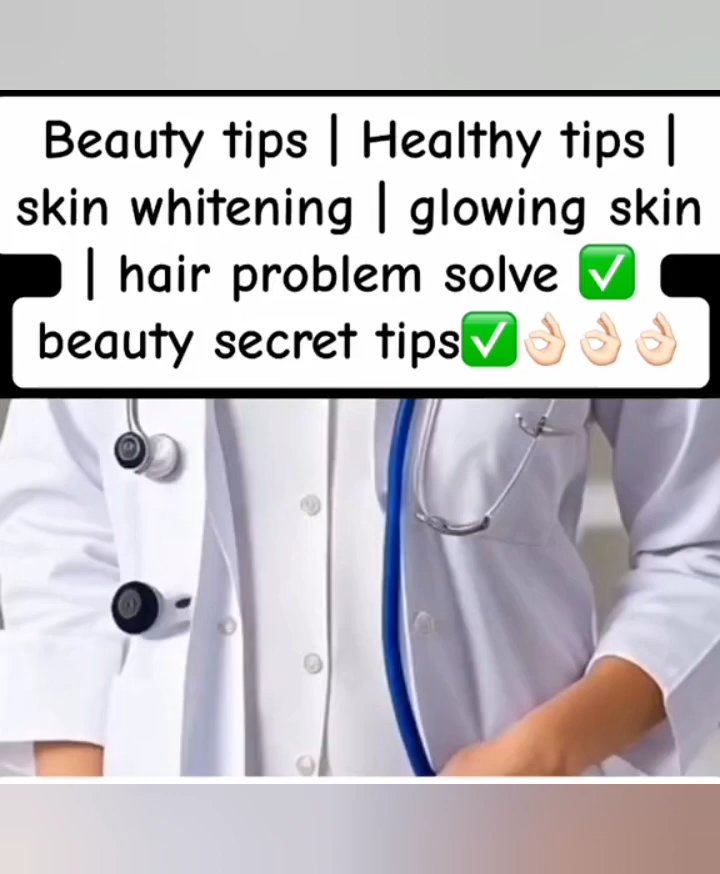 Beauty tips | Healthy tips |
skin whitening | glowing skin
| hair problem solve ✅
beauty secret tips✅👌🏻👌🏻👌🏻